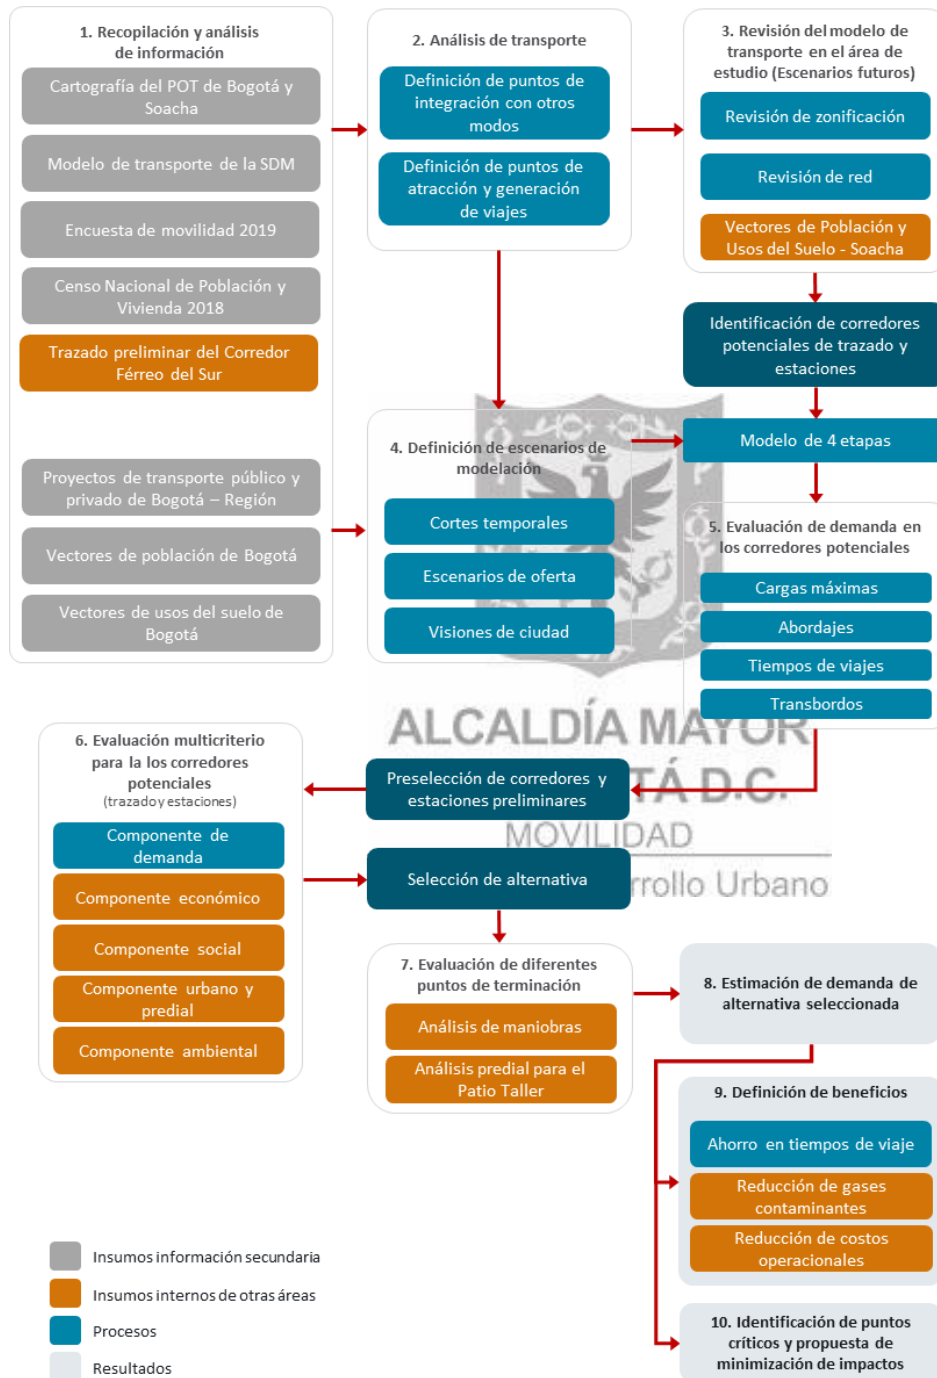 1. Recopilación y análisis
de información
Cartografía del POT de Bogotá y
Soacha
Modelo de transporte de la SDM
Encuesta de movilidad 2019
Censo Nacional de Población y
Vivienda 2018
Trazado preliminar del Corredor
Férreo del Sur
Proyectos de transporte público y
privado de Bogotá – Región
Vectores de población de Bogotá
Vectores de usos del suelo de
Bogotá
2. Análisis de transporte
Definición de puntos de
integración con otros
modos
Definición de puntos de
atracción y generación
de viajes
3. Revisión del modelo de
transporte en el área de
estudio (Escenarios futuros)
Revisión de zonificación
Revisión de red
Vectores de Población y
Usos del Suelo - Soacha
Identificación de corredores
potenciales de trazado y
estaciones
Modelo de 4 etapas
4. Definición de escenarios de
modelación
Cortes temporales
Escenarios de oferta
Visiones de ciudad
5. Evaluación de demanda en
los corredores potenciales
Cargas máximas
Abordajes
Tiempos de viajes
Transbordos
ALCALDÍA MAYOR
TÁ D.C.
MOVILIDAD
rrollo Urbano
Preselección de corredores y
estaciones preliminares
6. Evaluación multicriterio
para la los corredores
potenciales
(trazado y estaciones)
Componente de
demanda
Componente económico
Componente social
Componente urbano y
predial
Componente ambiental
Selección de alternativa
7. Evaluación de diferentes
puntos de terminación
Análisis de maniobras
Análisis predial para el
Patio Taller
8. Estimación de demanda de
alternativa seleccionada
9. Definición de beneficios
Ahorro en tiempos de viaje
Reducción de gases
contaminantes
Reducción de costos
operacionales
10. Identificación de puntos
críticos y propuesta de
minimización de impactos
Insumos información secundaria
Insumos internos de otras áreas
Procesos
Resultados